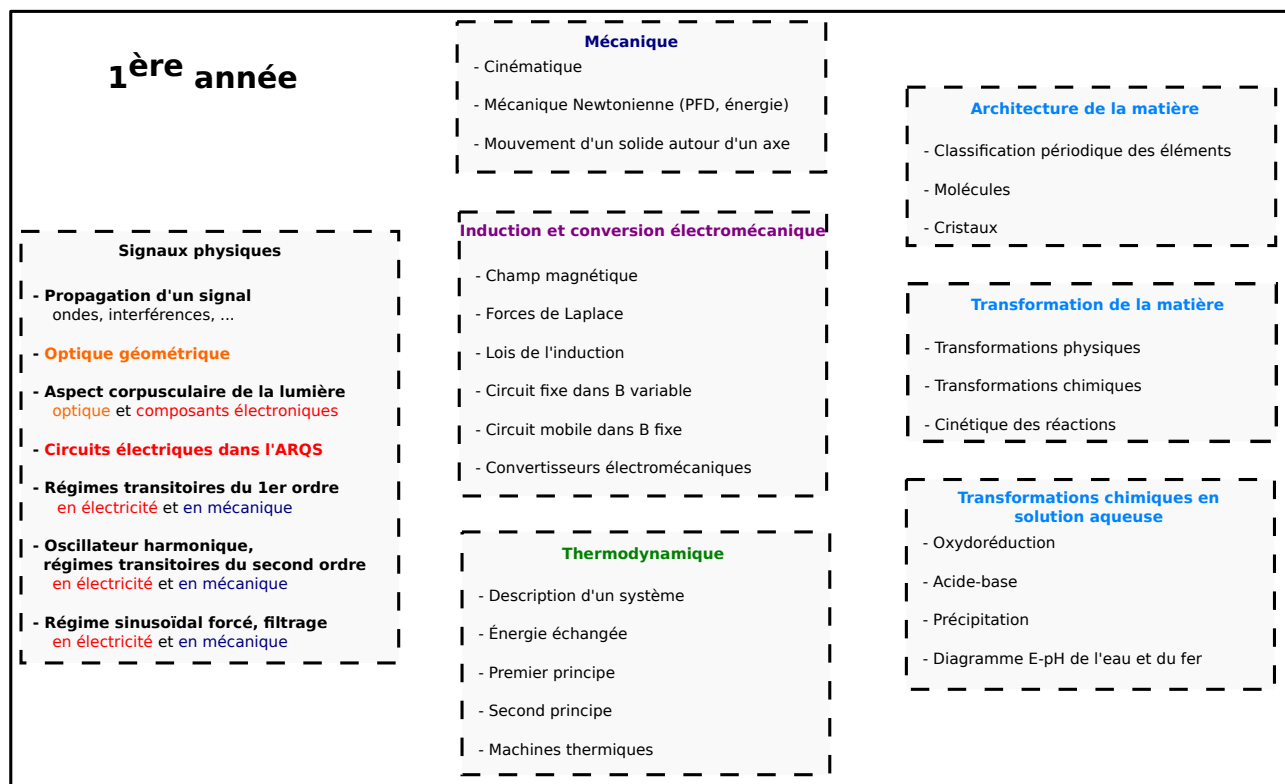 1ère année
Signaux physiques
- Propagation d'un signal
ondes, interférences, ...
- Optique géométrique
- Aspect corpusculaire de la lumière
optique et composants électroniques
- Circuits électriques dans l'ARQS
- Régimes transitoires du 1er ordre
en électricité et en mécanique
- Oscillateur harmonique,
régimes transitoires du second ordre
en électricité et en mécanique
- Régime sinusoïdal forcé, filtrage
en électricité et en mécanique
Mécanique
- Cinématique
- Mécanique Newtonienne (PFD, énergie)
- Mouvement d'un solide autour d'un axe
Induction et conversion électromécanique
- Champ magnétique
- Forces de Laplace
- Lois de l'induction
- Circuit fixe dans B variable
- Circuit mobile dans B fixe
- Convertisseurs électromécaniques
Thermodynamique
- Description d'un système
- Énergie échangée
- Premier principe
- Second principe
- Machines thermiques
Architecture de la matière
- Classification périodique des éléments
- Molécules
- Cristaux
Transformation de la matière
- Transformations physiques
- Transformations chimiques
- Cinétique des réactions
Transformations chimiques en
solution aqueuse
- Oxydoréduction
- Acide-base
- Précipitation
- Diagramme E-pH de l'eau et du fer